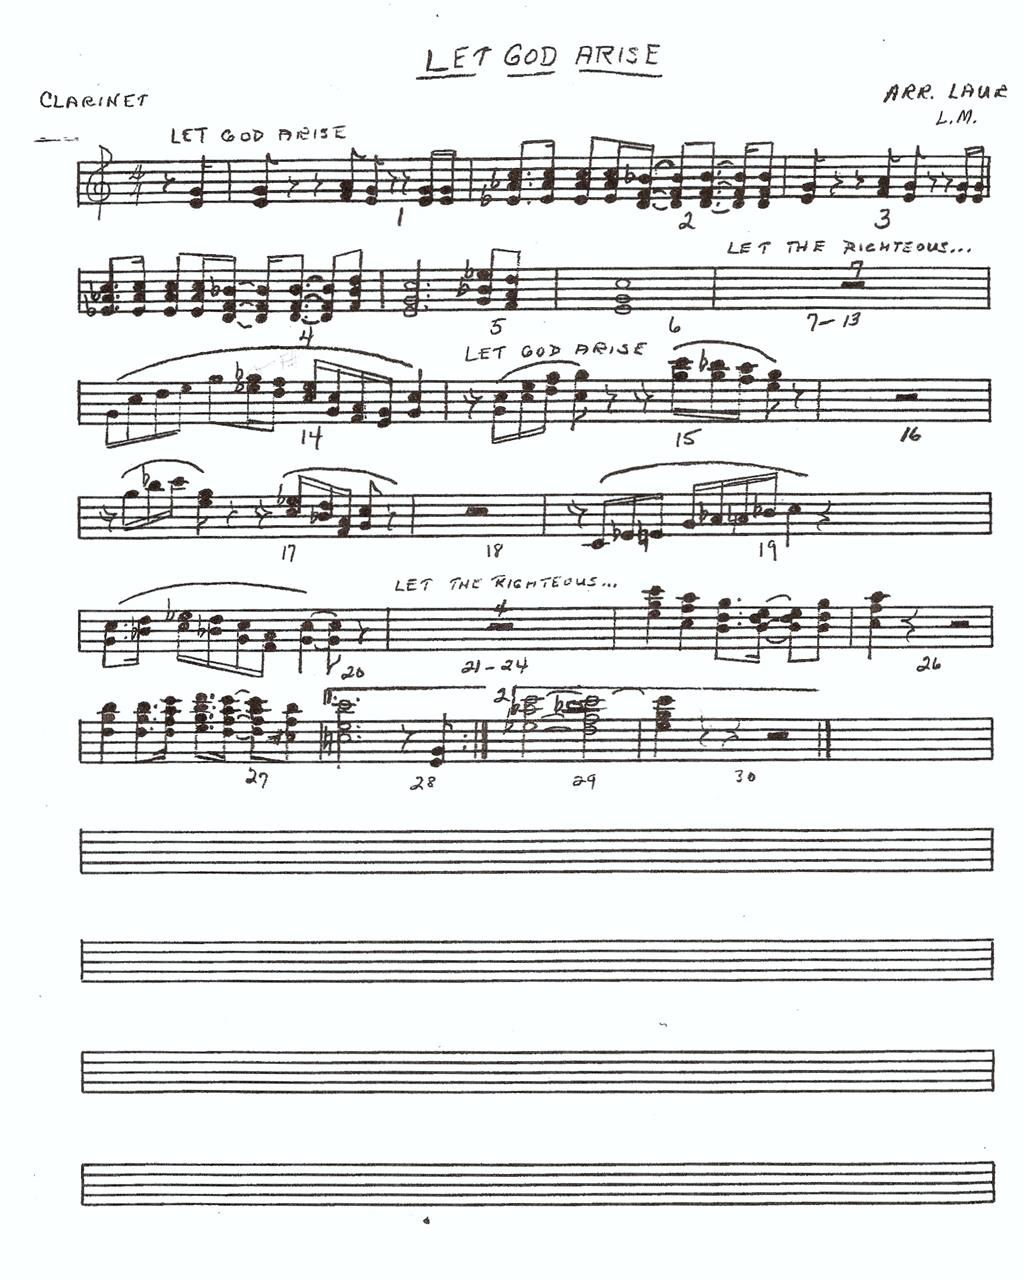 LET GOD ARISE
CLARINET
ARR. LAUR
L.M.
LET GOD ARISE
4
4
1 2 3
LET THE RIGHTEOUS...
7
4 5 6 7-13
LET GOD ARISE
14 15 16
17 18 19
LET THE RIGHTEOUS...
4
20 21-24 26
1. 2.
27 28 29 30